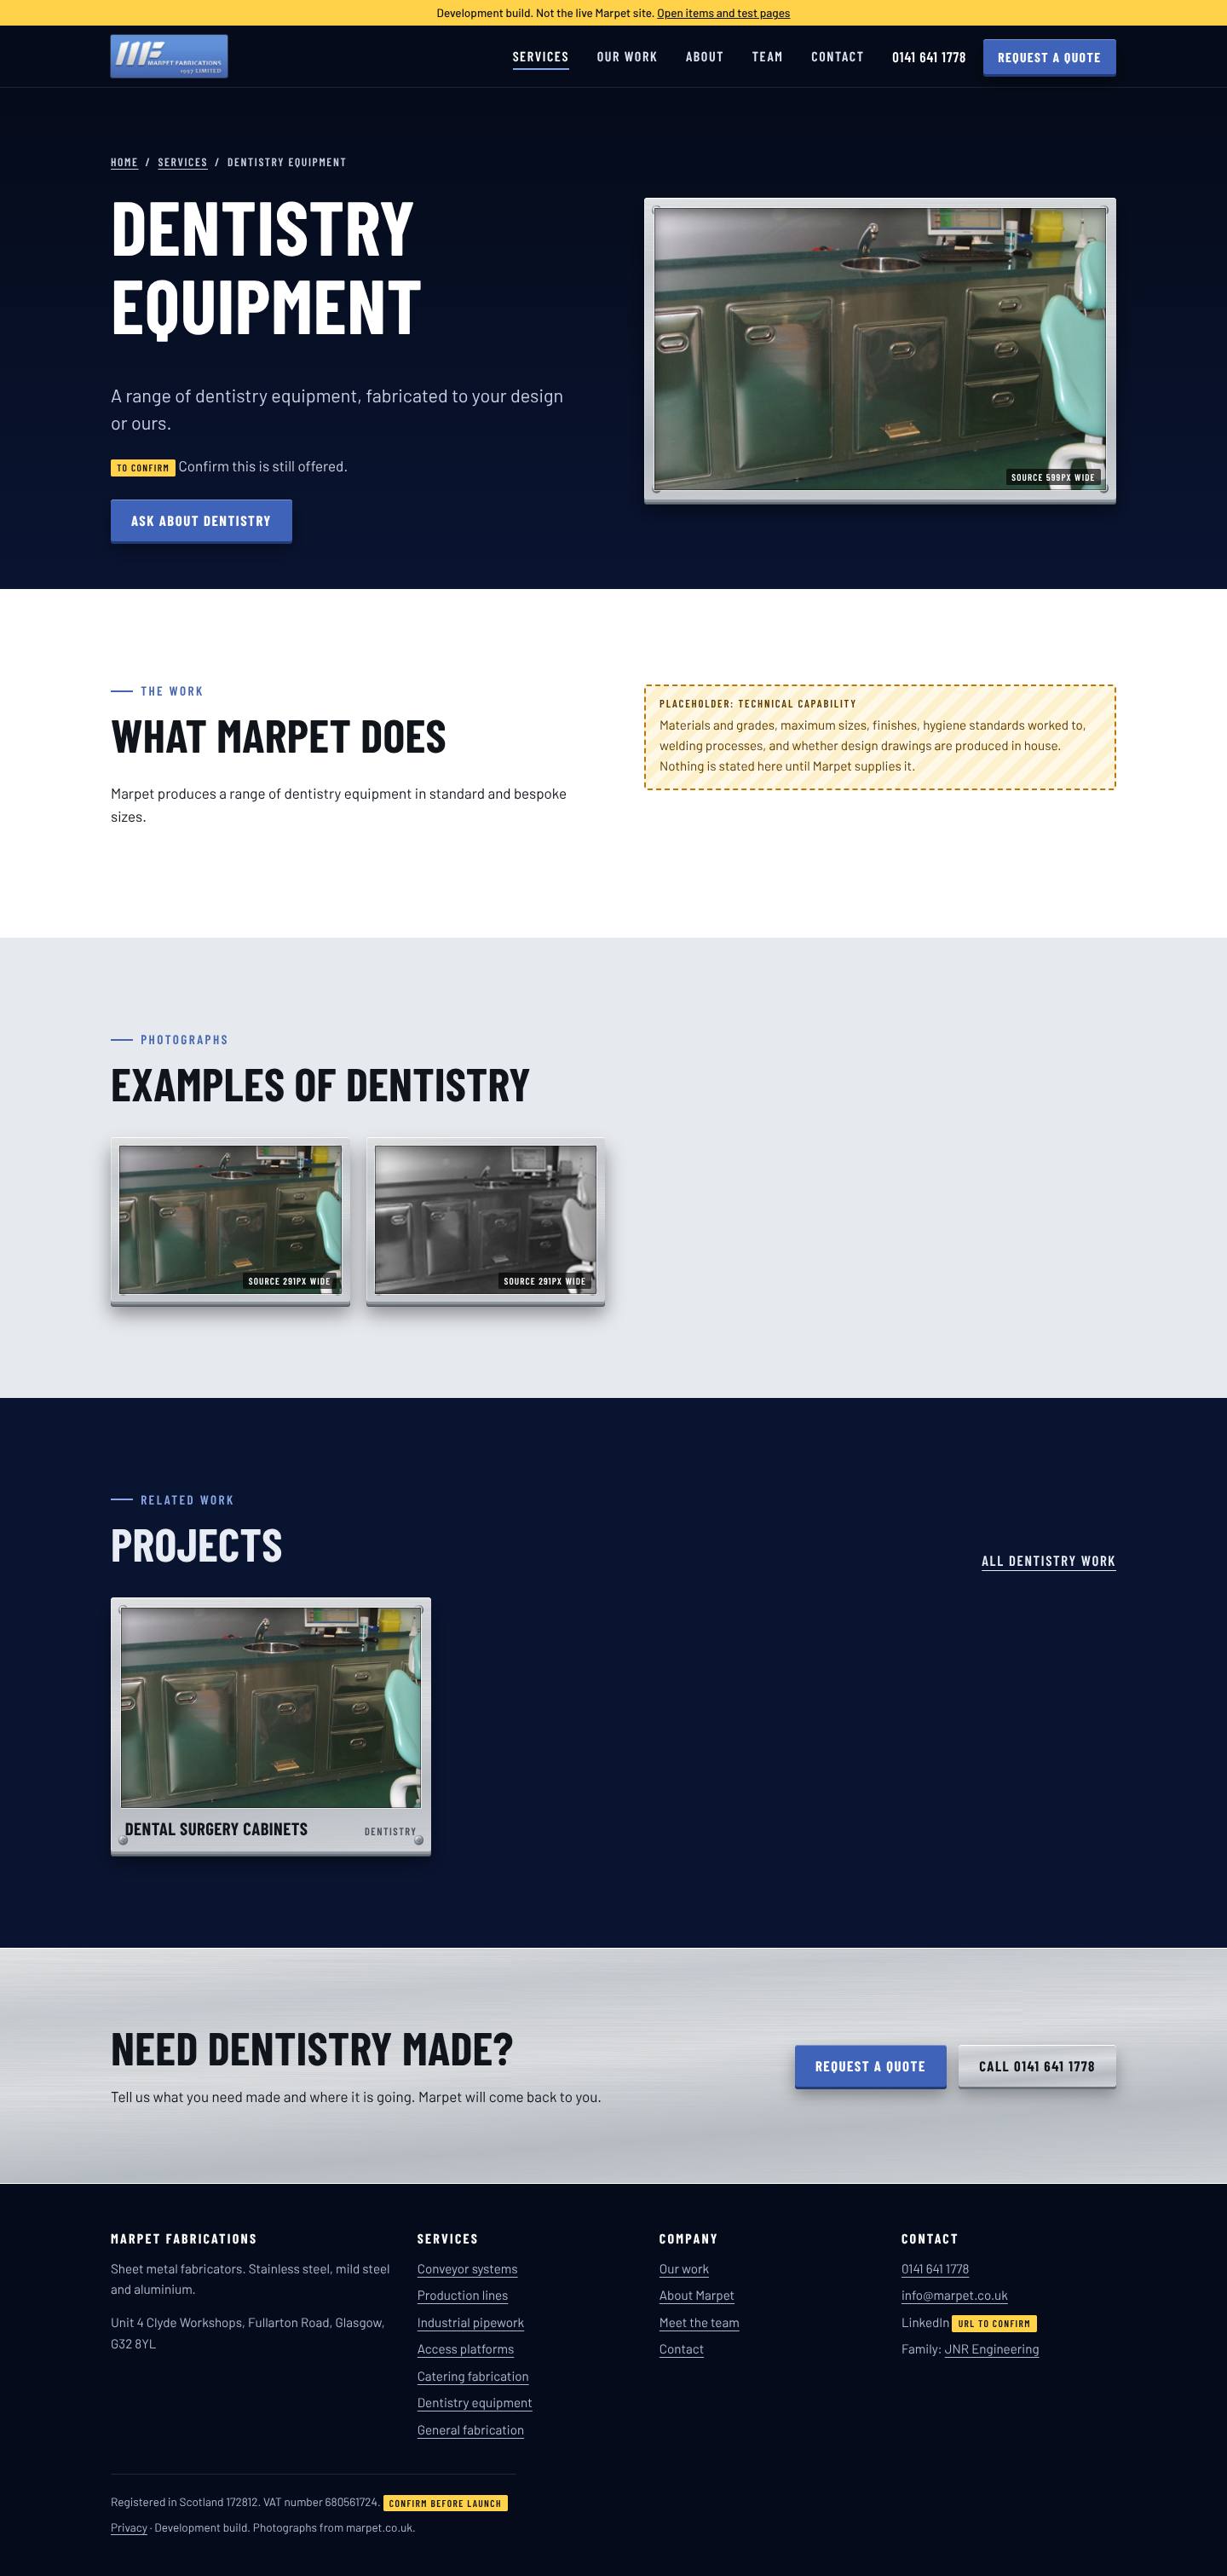 Development build. Not the live Marpet site. Open items and test pages
MF
MARPET FABRICATIONS
1997 LIMITED
SERVICES
OUR WORK
ABOUT
TEAM
CONTACT
0141 641 1778
REQUEST A QUOTE
HOME / SERVICES / DENTISTRY EQUIPMENT
DENTISTRY
EQUIPMENT
A range of dentistry equipment, fabricated to your design
or ours.
TO CONFIRM Confirm this is still offered.
ASK ABOUT DENTISTRY
SOURCE 599PX WIDE
THE WORK
WHAT MARPET DOES
Marpet produces a range of dentistry equipment in standard and bespoke
sizes.
PLACEHOLDER: TECHNICAL CAPABILITY
Materials and grades, maximum sizes, finishes, hygiene standards worked to,
welding processes, and whether design drawings are produced in house.
Nothing is stated here until Marpet supplies it.
PHOTOGRAPHS
EXAMPLES OF DENTISTRY
SOURCE 291PX WIDE
SOURCE 291PX WIDE
RELATED WORK
PROJECTS
ALL DENTISTRY WORK
DENTAL SURGERY CABINETS
DENTISTRY
NEED DENTISTRY MADE?
Tell us what you need made and where it is going. Marpet will come back to you.
REQUEST A QUOTE
CALL 0141 641 1778
MARPET FABRICATIONS
Sheet metal fabricators. Stainless steel, mild steel
and aluminium.
Unit 4 Clyde Workshops, Fullarton Road, Glasgow,
G32 8YL
SERVICES
Conveyor systems
Production lines
Industrial pipework
Access platforms
Catering fabrication
Dentistry equipment
General fabrication
COMPANY
Our work
About Marpet
Meet the team
Contact
CONTACT
0141 641 1778
info@marpet.co.uk
LinkedIn URL TO CONFIRM
Family: JNR Engineering
Registered in Scotland 172812. VAT number 680561724. CONFIRM BEFORE LAUNCH
Privacy · Development build. Photographs from marpet.co.uk.